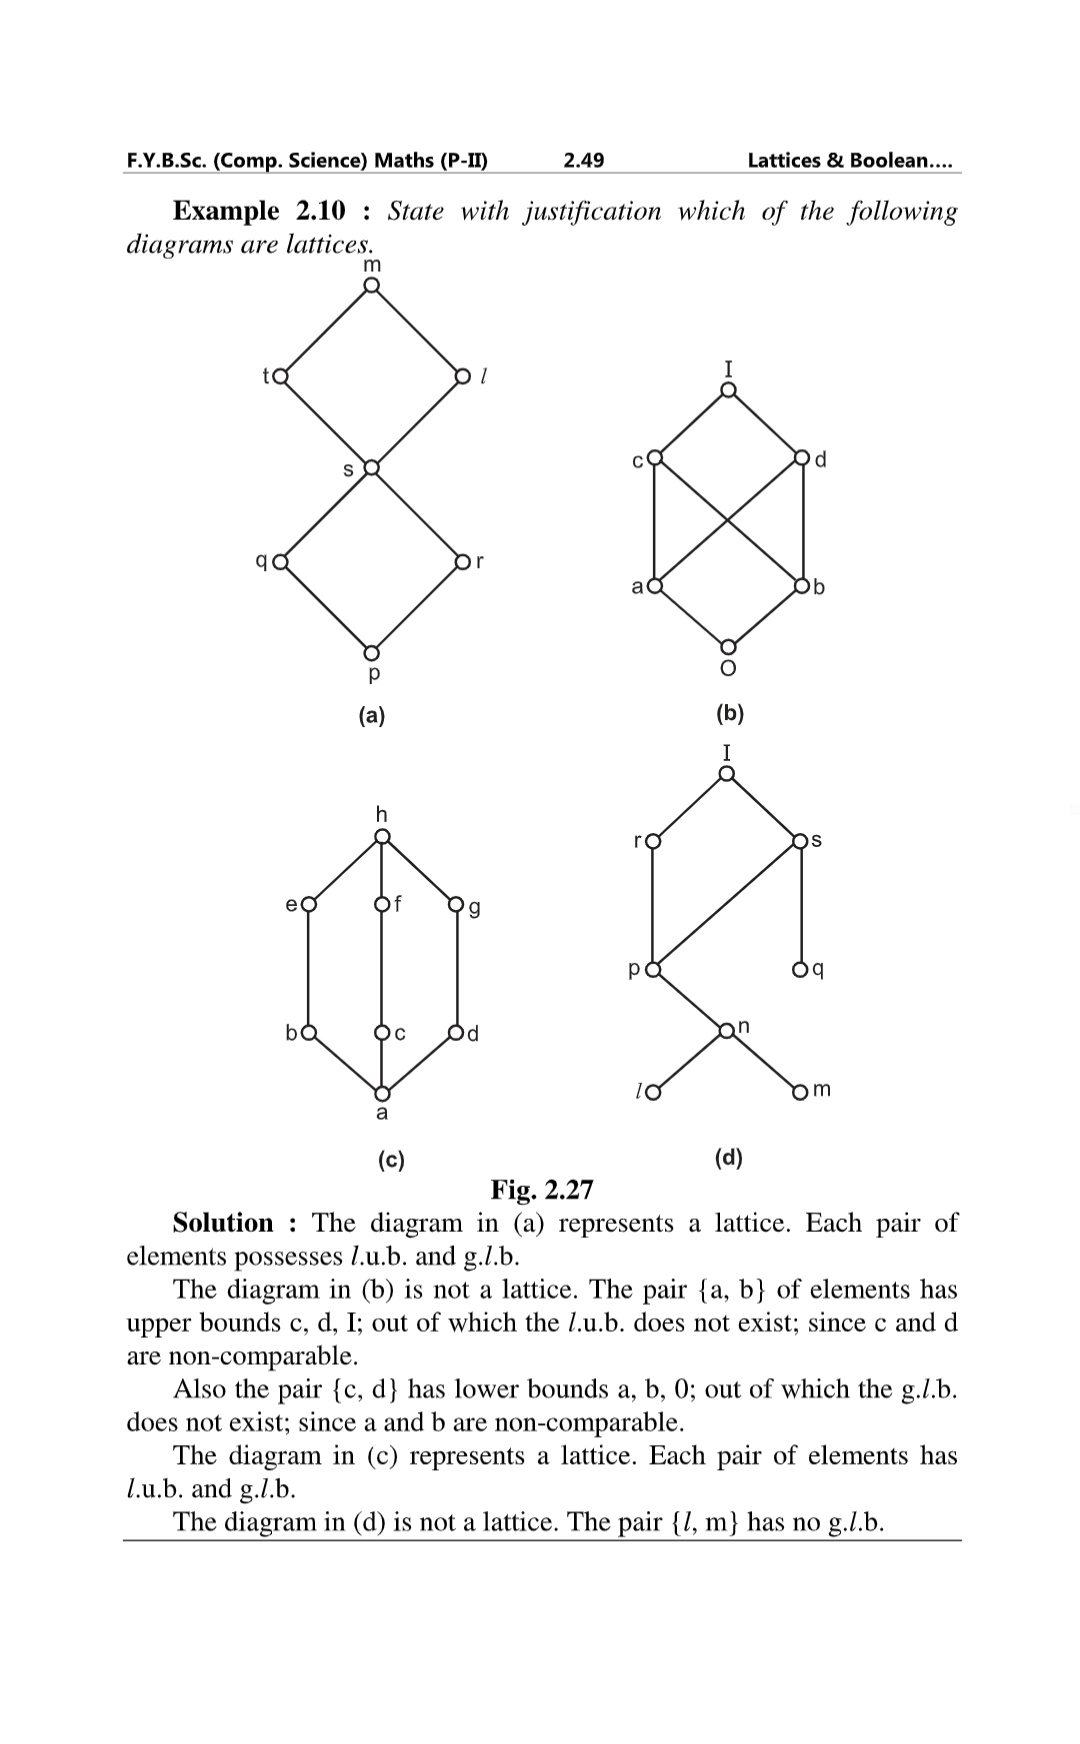 F.Y.B.Sc. (Comp. Science) Maths (P-II) 2.49 Lattices & Boolean....
Example 2.10 : State with justification which of the following
diagrams are lattices.
m
t
l
s
q
r
p
(a)
I
c
d
a
b
O
(b)
h
e
f
g
b
c
d
a
(c)
I
r
s
p
q
n
l
m
(d)
Fig. 2.27
Solution : The diagram in (a) represents a lattice. Each pair of
elements possesses l.u.b. and g.l.b.
The diagram in (b) is not a lattice. The pair {a, b} of elements has
upper bounds c, d, I; out of which the l.u.b. does not exist; since c and d
are non-comparable.
Also the pair {c, d} has lower bounds a, b, 0; out of which the g.l.b.
does not exist; since a and b are non-comparable.
The diagram in (c) represents a lattice. Each pair of elements has
l.u.b. and g.l.b.
The diagram in (d) is not a lattice. The pair {l, m} has no g.l.b.